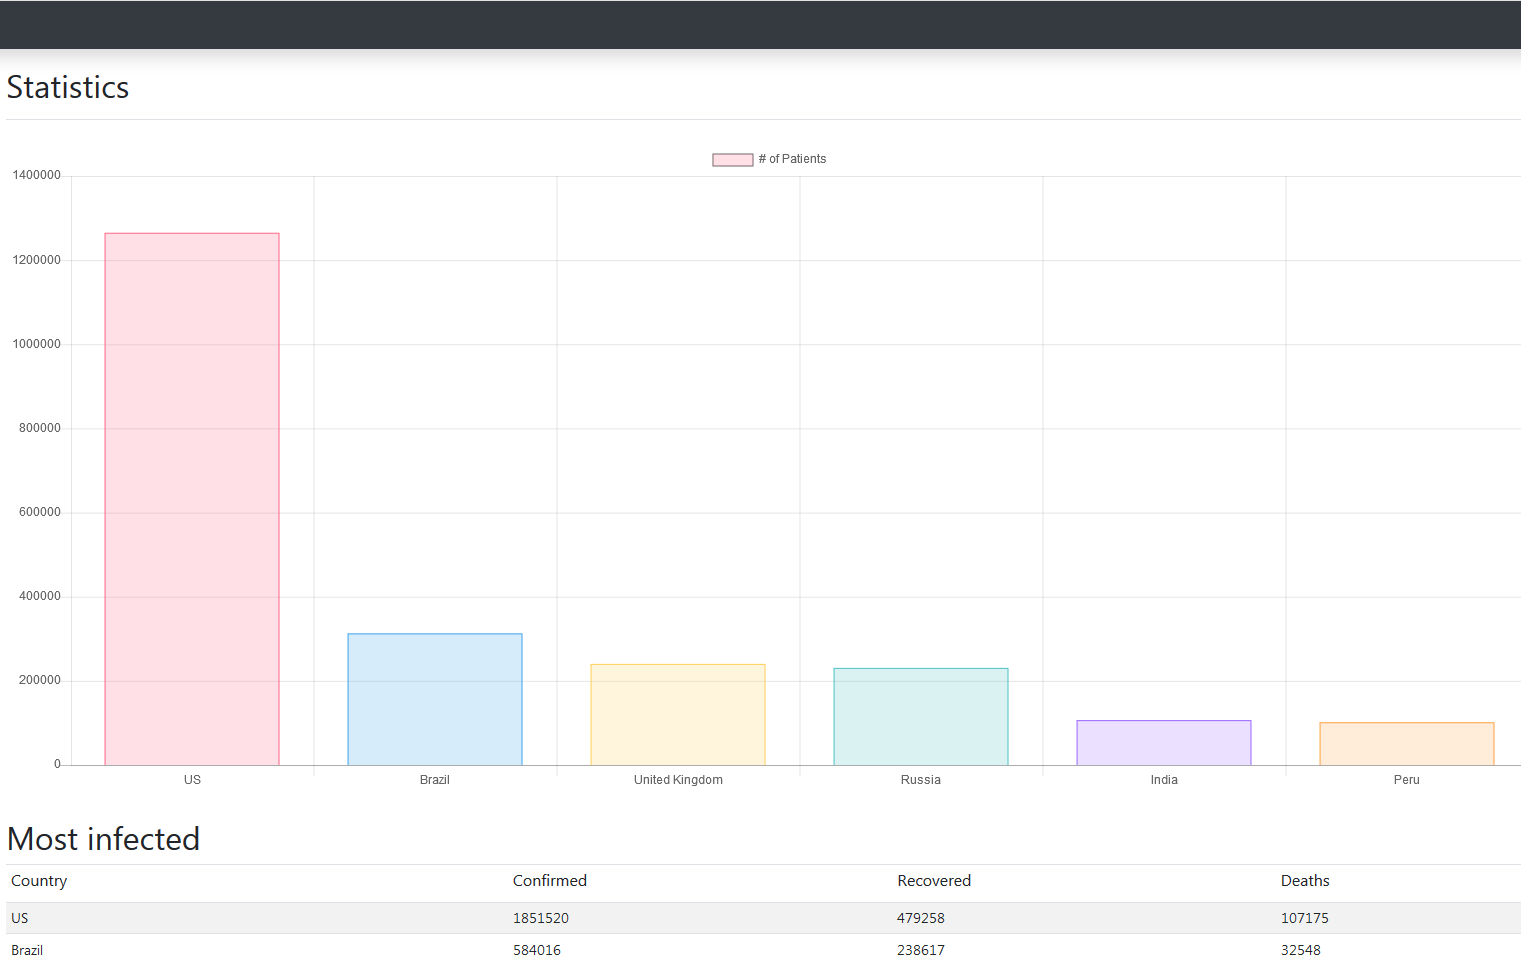 Statistics
# of Patients
1400000
1200000
1000000
800000
600000
400000
200000
0
US Brazil United Kingdom Russia India Peru
Most infected
Country Confirmed Recovered Deaths
US 1851520 479258 107175
Brazil 584016 238617 32548